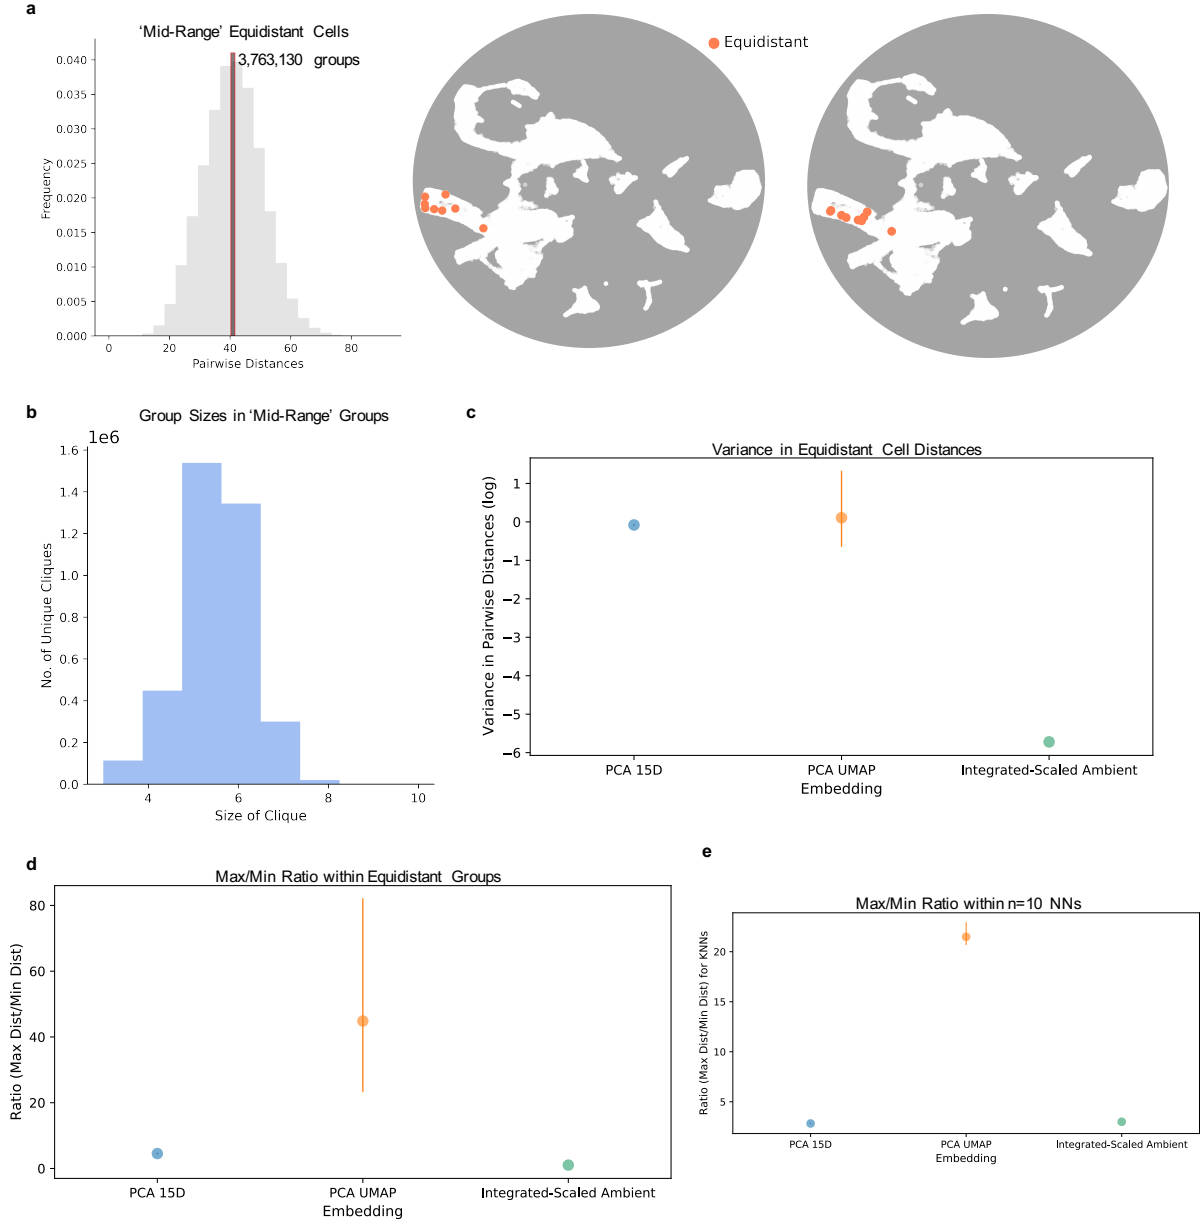 a
'Mid-Range' Equidistant Cells
3,763,130 groups
0.040
0.035
0.030
0.025
0.020
0.015
0.010
0.005
0.000
Frequency
0 20 40 60 80
Pairwise Distances
Equidistant
b
Group Sizes in 'Mid-Range' Groups
1e6
1.6
1.4
1.2
1.0
0.8
0.6
0.4
0.2
0.0
No. of Unique Cliques
4 6 8 10
Size of Clique
c
Variance in Equidistant Cell Distances
1
0
−1
−2
−3
−4
−5
−6
Variance in Pairwise Distances (log)
PCA 15D PCA UMAP Integrated-Scaled Ambient
Embedding
d
Max/Min Ratio within Equidistant Groups
80
60
40
20
0
Ratio (Max Dist/Min Dist)
PCA 15D PCA UMAP Integrated-Scaled Ambient
Embedding
e
Max/Min Ratio within n=10 NNs
20
15
10
5
Ratio (Max Dist/Min Dist) for KNNs
PCA 15D PCA UMAP Integrated-Scaled Ambient
Embedding